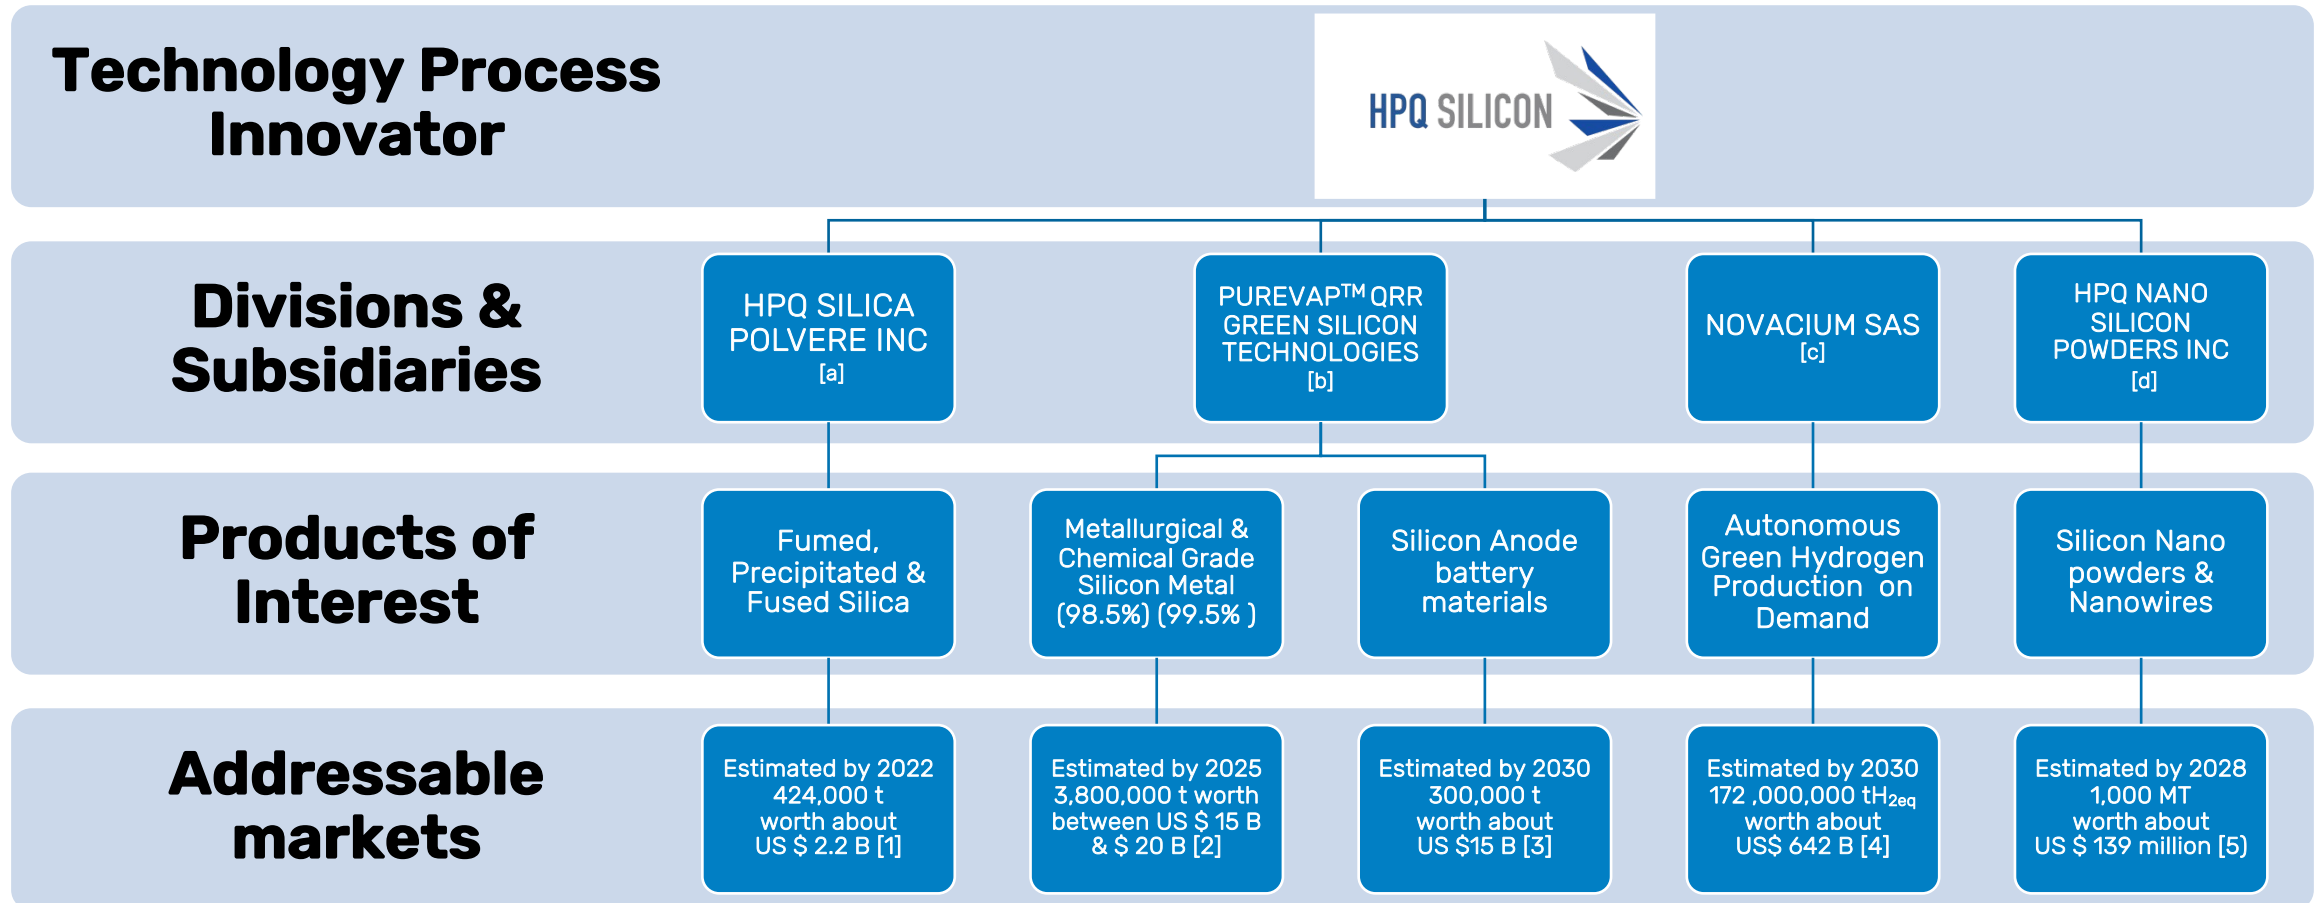 Technology Process
Innovator
HPQ SILICON
Divisions &
Subsidiaries
HPQ SILICA
POLVERE INC
[a]
PUREVAP™ QRR
GREEN SILICON
TECHNOLOGIES
[b]
NOVACIUM SAS
[c]
HPQ NANO
SILICON
POWDERS INC
[d]
Products of
Interest
Fumed,
Precipitated &
Fused Silica
Metallurgical &
Chemical Grade
Silicon Metal
(98.5%) (99.5% )
Silicon Anode
battery
materials
Autonomous
Green Hydrogen
Production  on
Demand
Silicon Nano
powders &
Nanowires
Addressable
markets
Estimated by 2022
424,000 t
worth about
US $ 2.2 B [1]
Estimated by 2025
3,800,000 t worth
between US $ 15 B
& $ 20 B [2]
Estimated by 2030
300,000 t
worth about
US $15 B [3]
Estimated by 2030
172 ,000,000 tH₂eq
worth about
US$ 642 B [4]
Estimated by 2028
1,000 MT
worth about
US $ 139 million [5)